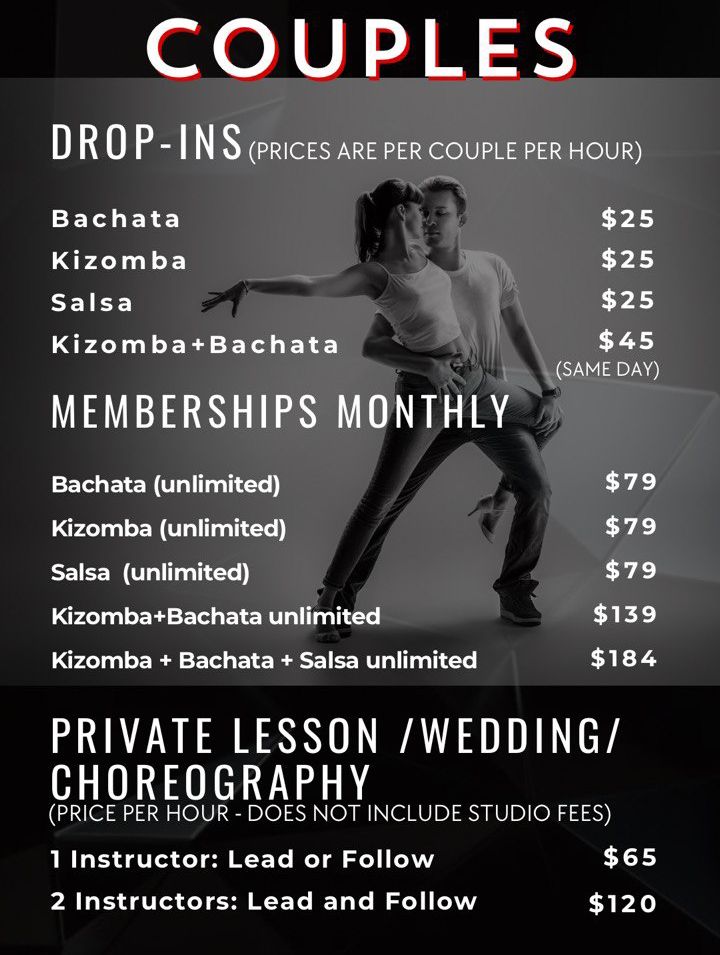 COUPLES
DROP-INS (PRICES ARE PER COUPLE PER HOUR)
Bachata $25
Kizomba $25
Salsa $25
Kizomba+Bachata $45
(SAME DAY)
MEMBERSHIPS MONTHLY
Bachata (unlimited) $79
Kizomba (unlimited) $79
Salsa (unlimited) $79
Kizomba+Bachata unlimited $139
Kizomba + Bachata + Salsa unlimited $184
PRIVATE LESSON /WEDDING/
CHOREOGRAPHY
(PRICE PER HOUR - DOES NOT INCLUDE STUDIO FEES)
1 Instructor: Lead or Follow $65
2 Instructors: Lead and Follow $120